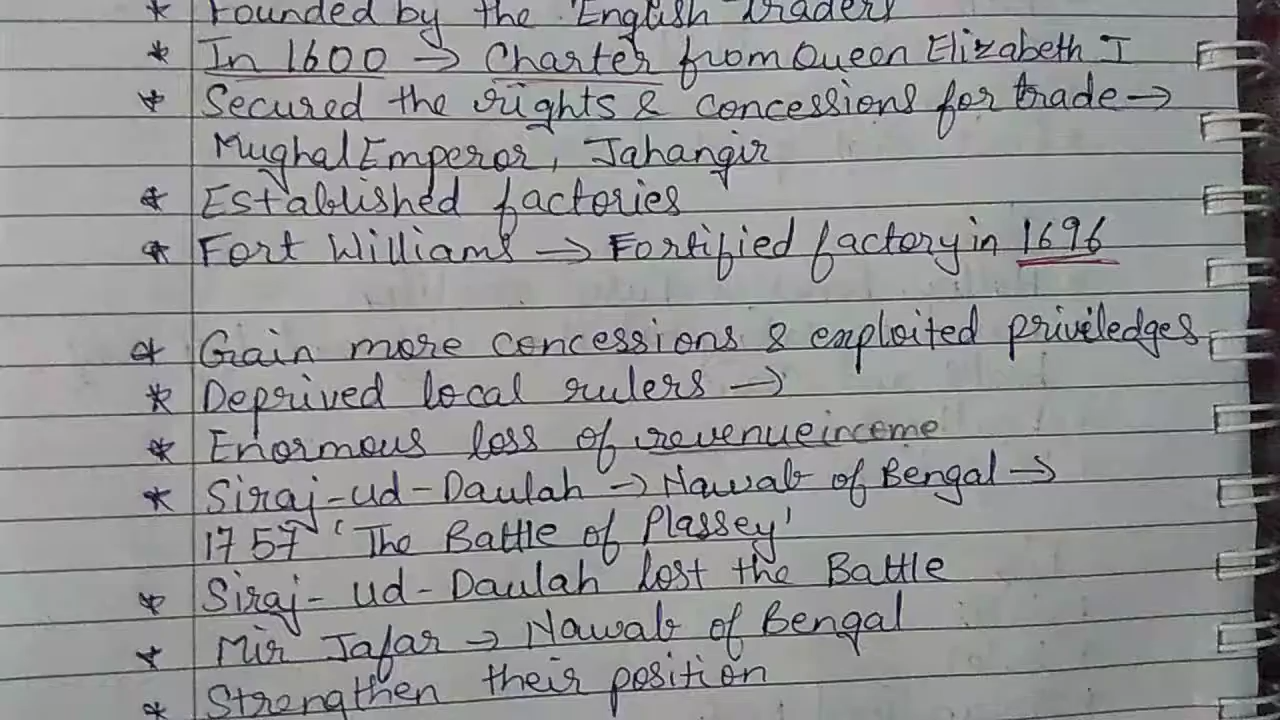 * Founded by the English traders
* In 1600 → Charter from Queen Elizabeth I
* Secured the rights & concessions for trade →
Mughal Emperor, Jahangir
* Established factories
* Fort Williams → Fortified factory in 1696
* Gain more concessions & exploited priviledges
* Deprived local rulers →
* Enormous loss of revenue income
* Siraj-ud-Daulah → Nawab of Bengal →
1757 'The Battle of Plassey'
* Siraj-ud-Daulah lost the Battle
* Mir Jafar → Nawab of Bengal
* Strengthen their position